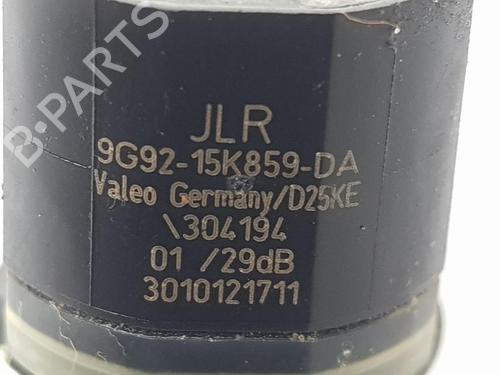 B-PARTS
JLR
9G92-15K859-DA
Valeo Germany/D25KE
\304194
01 /29dB
3010121711